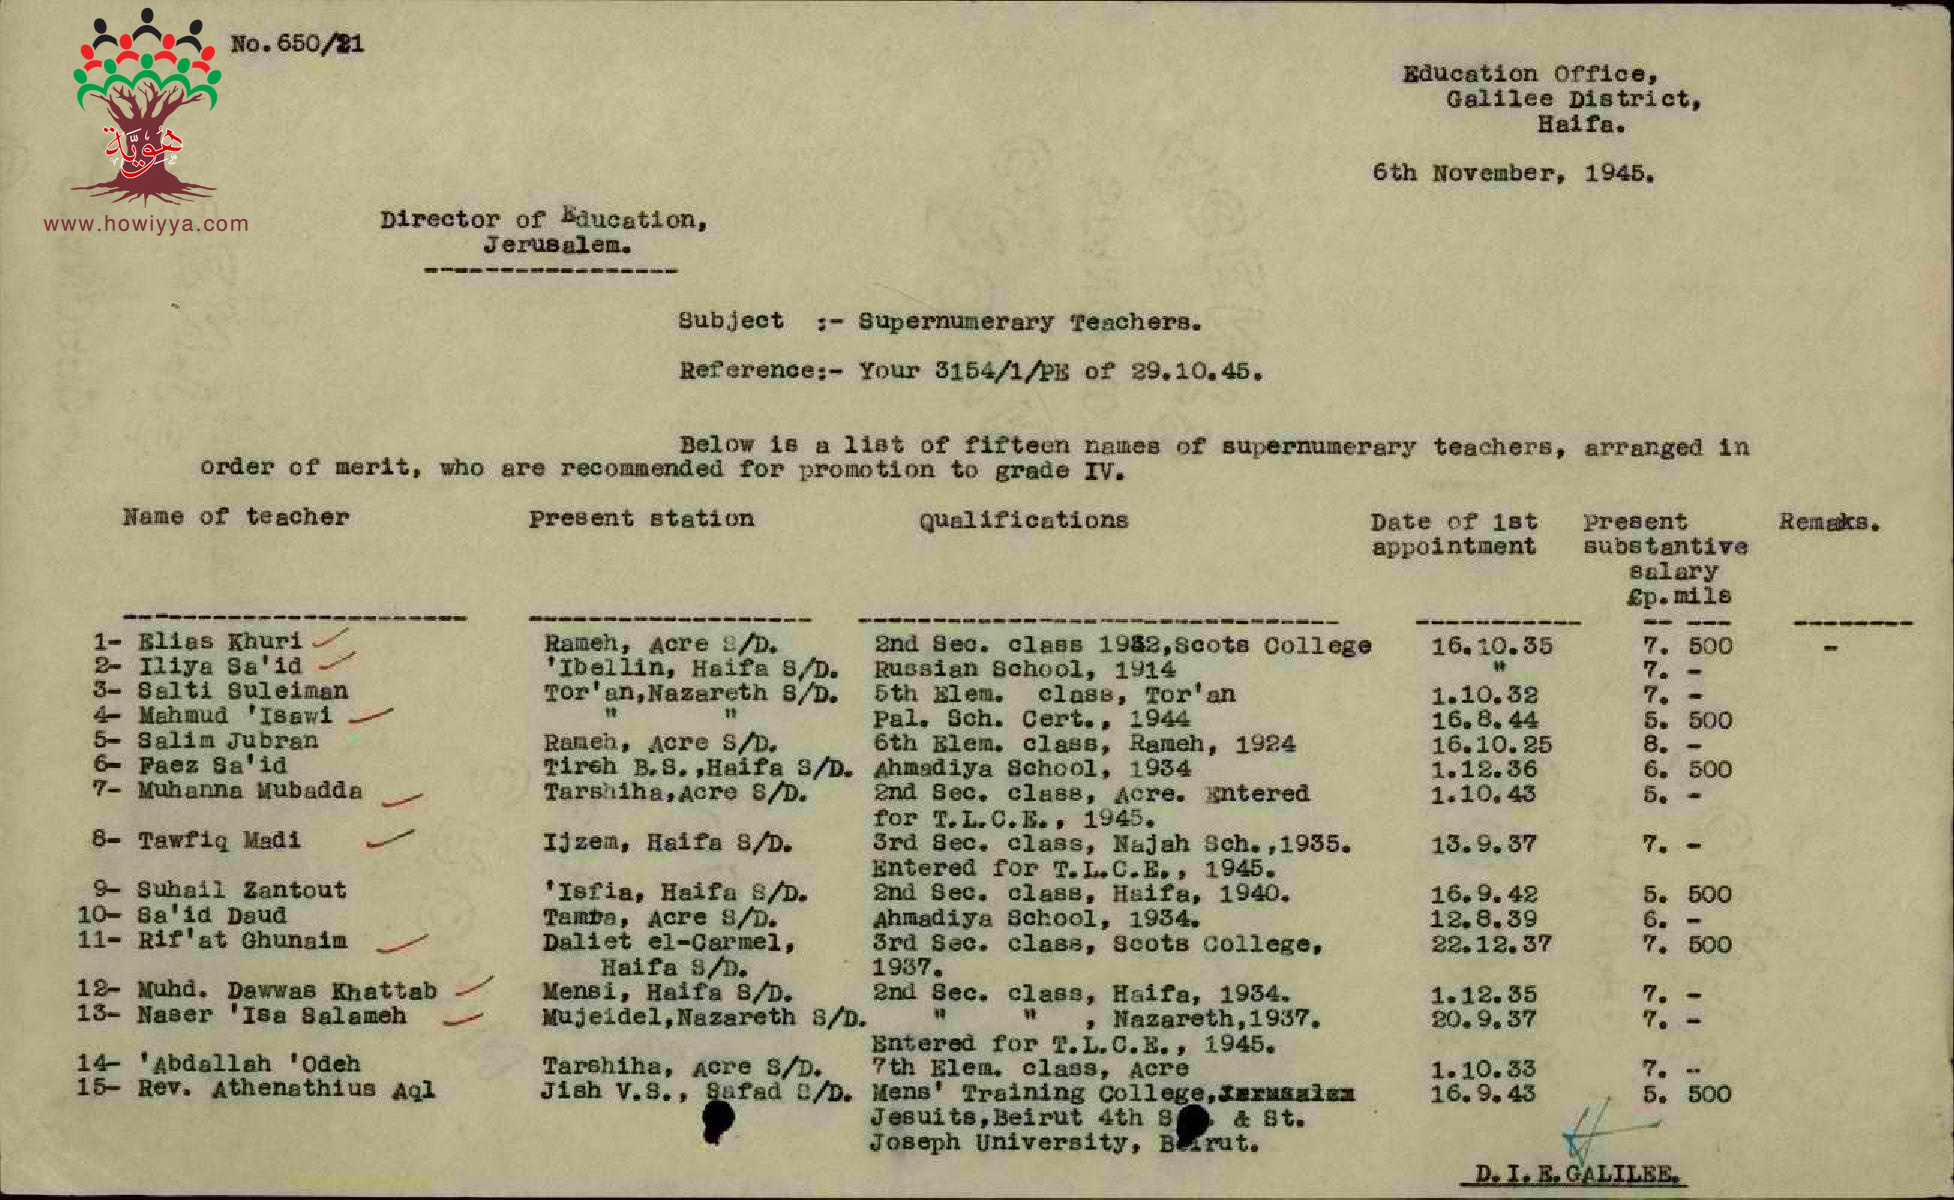 No.650/21
Education Office,
Galilee District,
Haifa.
6th November, 1945.
هُويَّة
www.howiyya.com
Director of Education,
Jerusalem.
Subject :- Supernumerary Teachers.
Reference:- Your 3154/1/PE of 29.10.45.
Below is a list of fifteen names of supernumerary teachers, arranged in
order of merit, who are recommended for promotion to grade IV.
Name of teacher Present station Qualifications Date of 1st Present Remaks.
appointment substantive
salary
£p.mils
1- Elias Khuri Rameh, Acre S/D. 2nd Sec. class 1932,Scots College 16.10.35 7. 500 -
2- Iliya Sa'id 'Ibellin, Haifa S/D. Russian School, 1914 " 7. -
3- Salti Suleiman Tor'an,Nazareth S/D. 5th Elem. class, Tor'an 1.10.32 7. -
4- Mahmud 'Isawi " " Pal. Sch. Cert., 1944 16.8.44 5. 500
5- Salim Jubran Rameh, Acre S/D. 6th Elem. class, Rameh, 1924 16.10.25 8. -
6- Faez Sa'id Tireh B.S.,Haifa S/D. Ahmadiya School, 1934 1.12.36 6. 500
7- Muhanna Mubadda Tarshiha,Acre S/D. 2nd Sec. class, Acre. Entered 1.10.43 5. -
for T.L.C.E., 1945.
8- Tawfiq Madi Ijzem, Haifa S/D. 3rd Sec. class, Najah Sch.,1935. 13.9.37 7. -
Entered for T.L.C.E., 1945.
9- Suhail Zantout 'Isfia, Haifa S/D. 2nd Sec. class, Haifa, 1940. 16.9.42 5. 500
10- Sa'id Daud Tamra, Acre S/D. Ahmadiya School, 1934. 12.8.39 6. -
11- Rif'at Ghunaim Daliet el-Carmel, 3rd Sec. class, Scots College, 22.12.37 7. 500
Haifa S/D. 1937.
12- Muhd. Dawwas Khattab Mensi, Haifa S/D. 2nd Sec. class, Haifa, 1934. 1.12.35 7. -
13- Naser 'Isa Salameh Mujeidel,Nazareth S/D. " " , Nazareth,1937. 20.9.37 7. -
Entered for T.L.C.E., 1945.
14- 'Abdallah 'Odeh Tarshiha, Acre S/D. 7th Elem. class, Acre 1.10.33 7. --
15- Rev. Athenathius Aql Jish V.S., Safad S/D. Mens' Training College,Jerusalem 16.9.43 5. 500
Jesuits,Beirut 4th & St.
Joseph University, Beirut.
D.I.E.GALILEE.